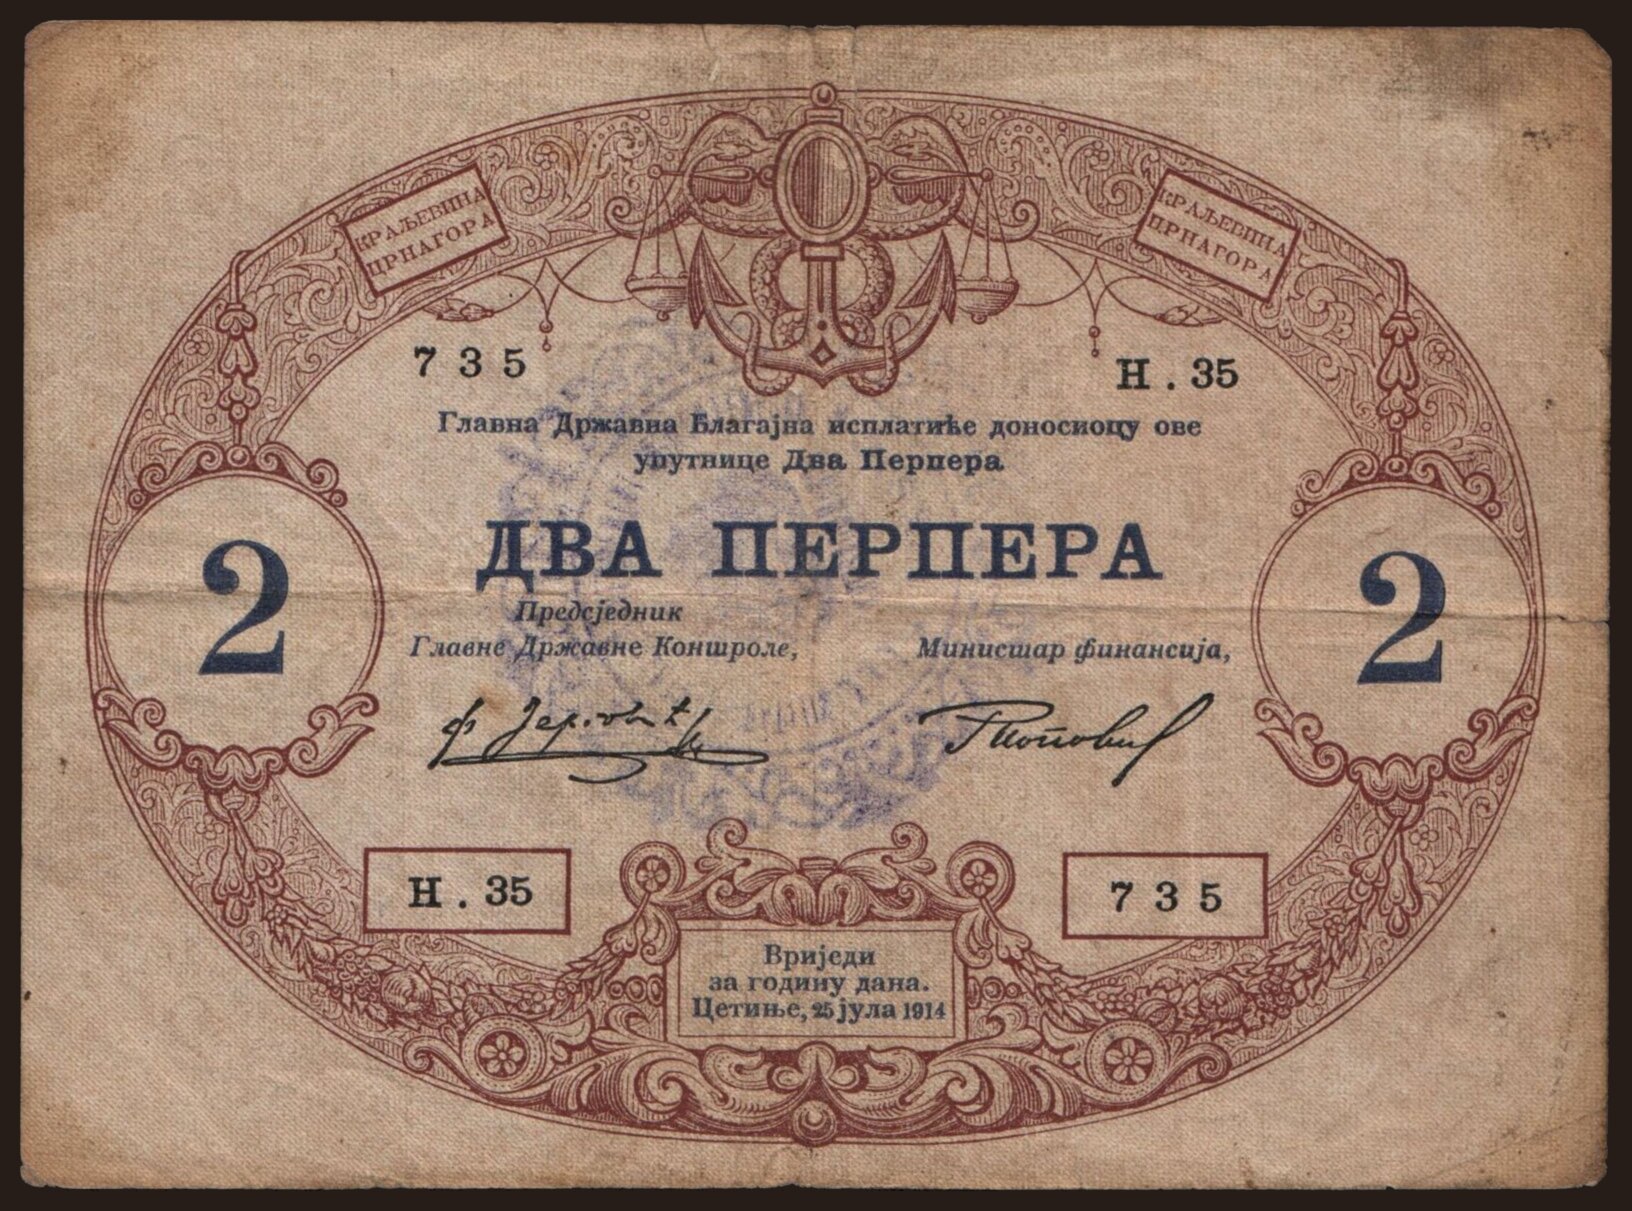 КРАЉЕВИНА
ЦРНАГОРА
КРАЉЕВИНА
ЦРНАГОРА
735
Н. 35
Главна Државна Благајна исплатиће доносиоцу ове
упутнице Два Перпера
ДВА ПЕРПЕРА
2
2
Предсједник
Главне Државне Контроле,
Министар финансија,
Н. 35
735
Вриједи
за годину дана.
Цетиње, 25 јула 1914